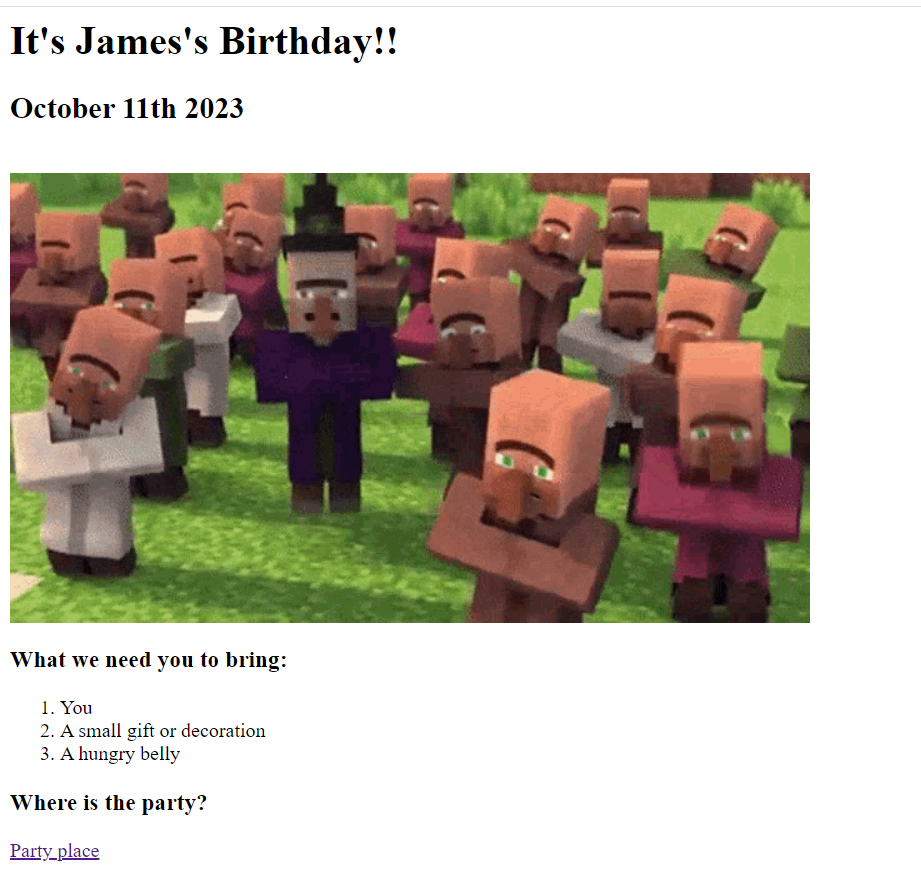 It's James's Birthday!!
October 11th 2023
What we need you to bring:
1. You
2. A small gift or decoration
3. A hungry belly
Where is the party?
Party place